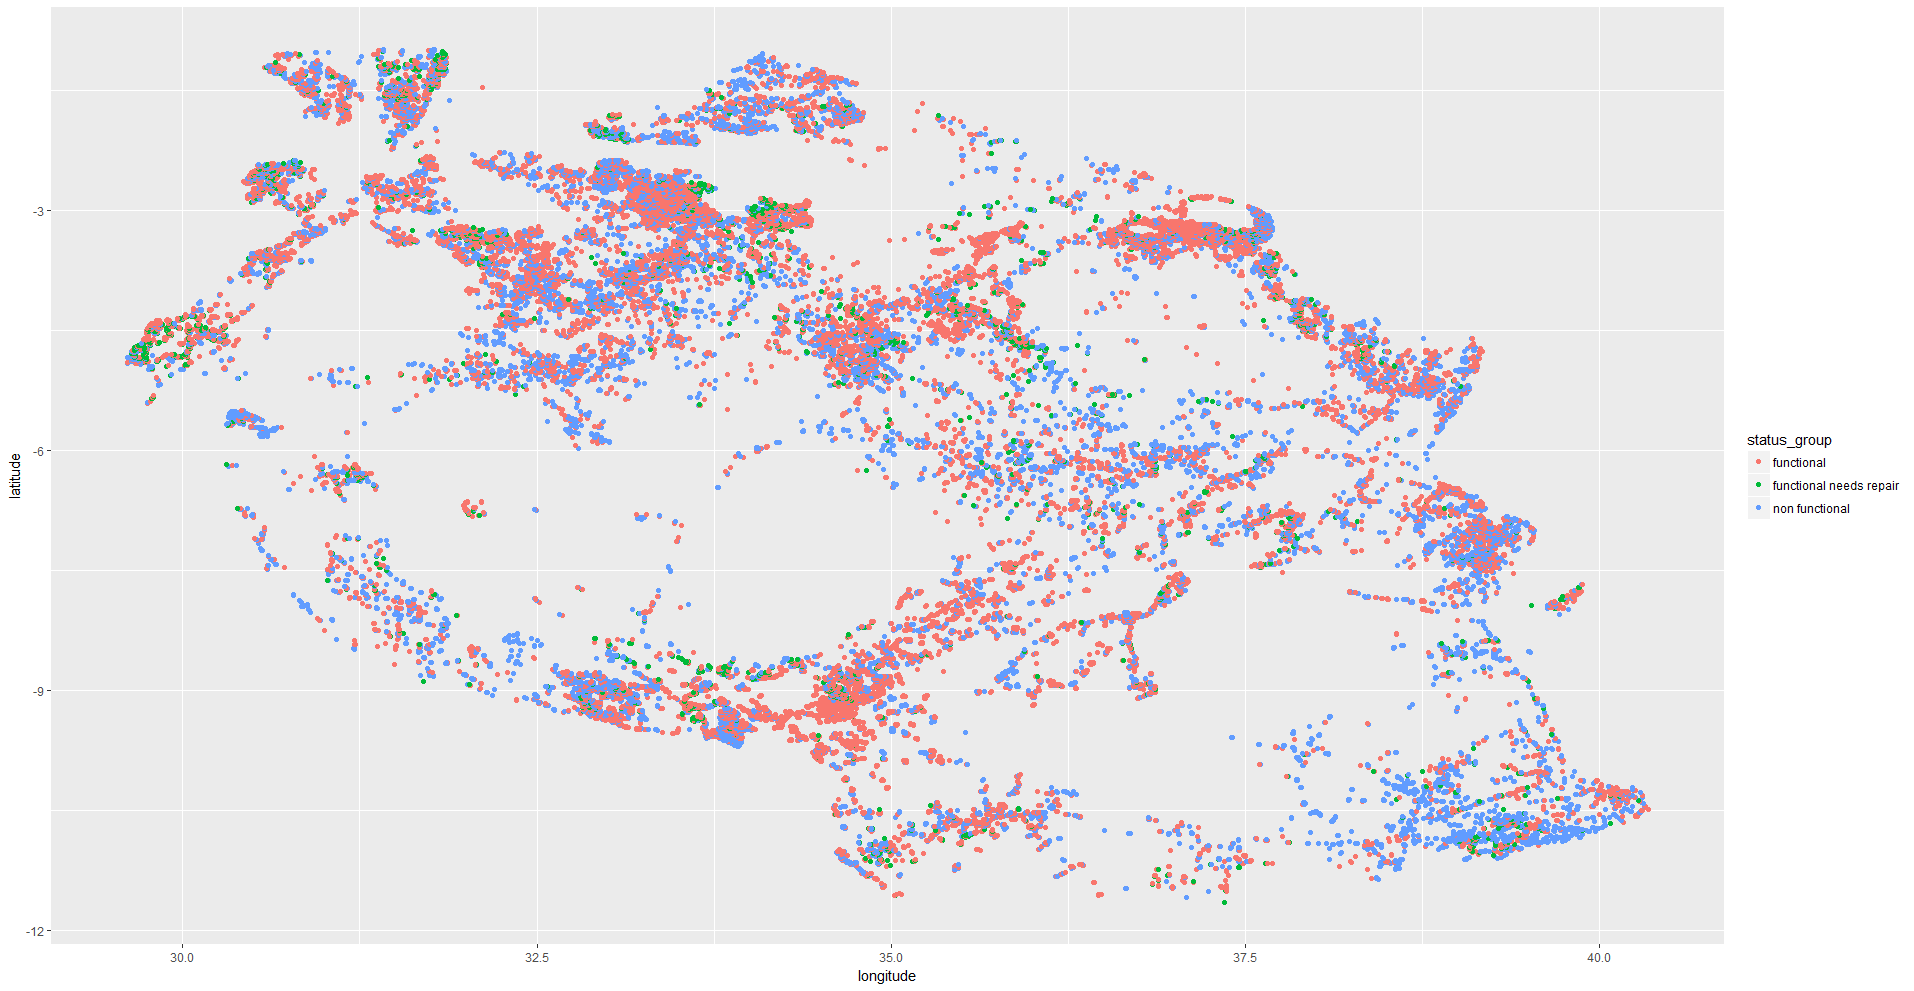 -3
-6
-9
-12
latitude
30.0
32.5
35.0
37.5
40.0
longitude
status_group
functional
functional needs repair
non functional